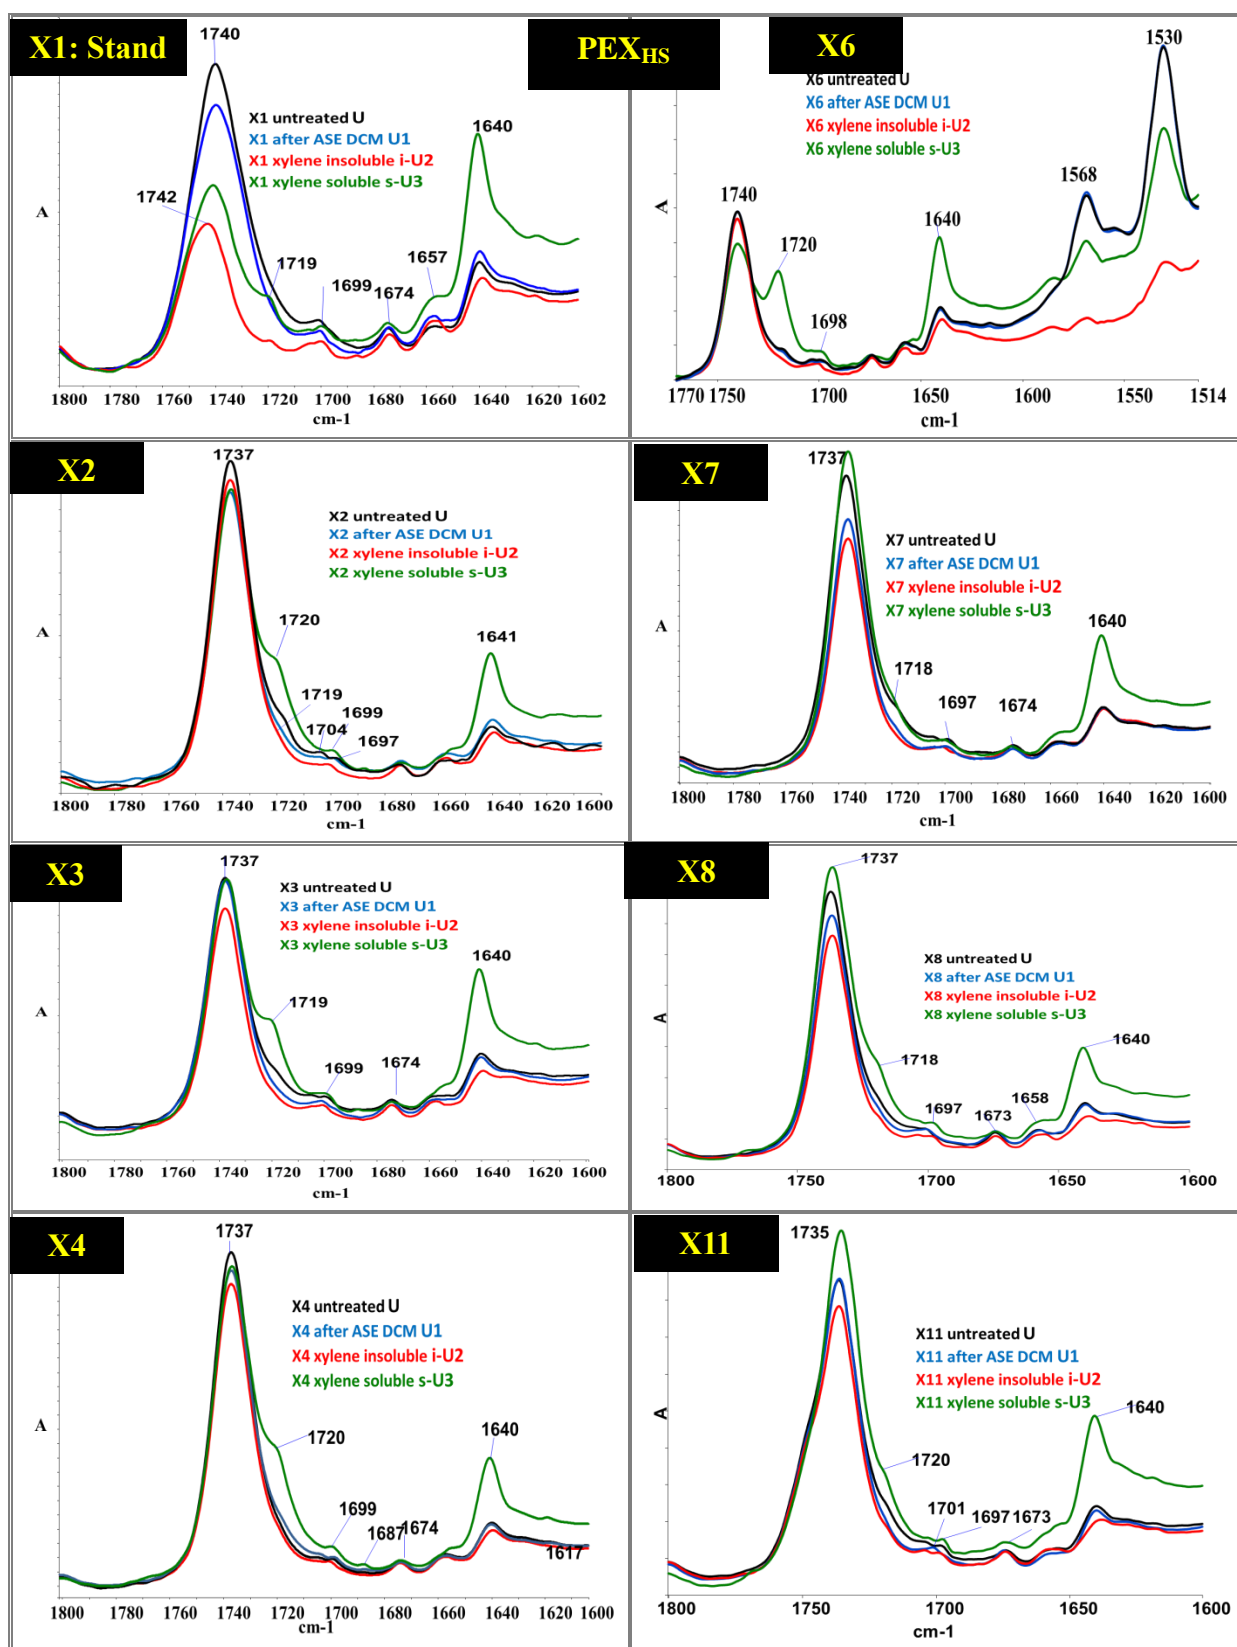 X1: Stand
PEXHS
X6
1740
X1 untreated U
X1 after ASE DCM U1
X1 xylene insoluble i-U2
X1 xylene soluble s-U3
1742
1719
1699
1674
1657
1640
A
1800 1780 1760 1740 1720 1700 1680 1660 1640 1620 1602
cm-1
1530
X6 untreated U
X6 after ASE DCM U1
X6 xylene insoluble i-U2
X6 xylene soluble s-U3
1740
1720
1698
1640
1568
A
1770 1750 1700 1650 1600 1550 1514
cm-1
X2
1737
X2 untreated U
X2 after ASE DCM U1
X2 xylene insoluble i-U2
X2 xylene soluble s-U3
1720
1719
1704
1699
1697
1641
A
1800 1780 1760 1740 1720 1700 1680 1660 1640 1620 1600
cm-1
X7
1737
X7 untreated U
X7 after ASE DCM U1
X7 xylene insoluble i-U2
X7 xylene soluble s-U3
1718
1697
1674
1640
A
1800 1780 1760 1740 1720 1700 1680 1660 1640 1620 1600
cm-1
X3
1737
X3 untreated U
X3 after ASE DCM U1
X3 xylene insoluble i-U2
X3 xylene soluble s-U3
1719
1699
1674
1640
A
1800 1780 1760 1740 1720 1700 1680 1660 1640 1620 1600
cm-1
X8
1737
X8 untreated U
X8 after ASE DCM U1
X8 xylene insoluble i-U2
X8 xylene soluble s-U3
1718
1697
1673
1658
1640
A
1800 1750 1700 1650 1600
X4
1737
X4 untreated U
X4 after ASE DCM U1
X4 xylene insoluble i-U2
X4 xylene soluble s-U3
1720
1699
1687
1674
1640
1617
A
1800 1780 1760 1740 1720 1700 1680 1660 1640 1620 1600
cm-1
X11
1735
X11 untreated U
X11 after ASE DCM U1
X11 xylene insoluble i-U2
X11 xylene soluble s-U3
1720
1701
1697
1673
1640
A
1800 1750 1700 1650 1600
cm-1